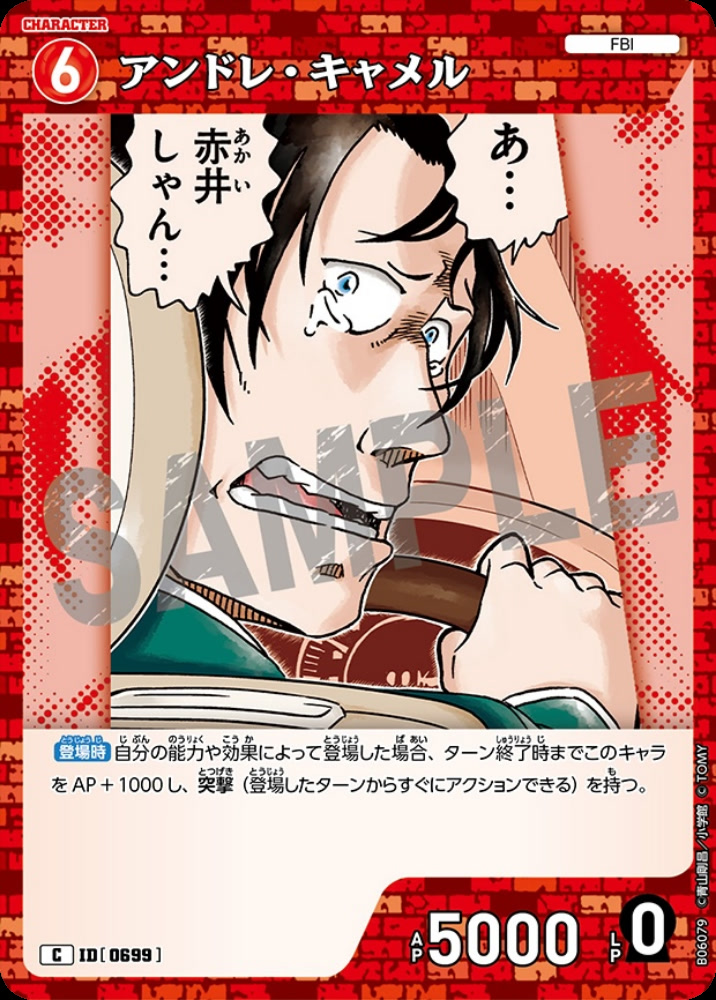 CHARACTER
6
アンドレ・キャメル
FBI
あ…
赤井
しゃん…
SAMPLE
登場時 自分の能力や効果によって登場した場合、ターン終了時までこのキャラ
をAP+1000し、突撃（登場したターンからすぐにアクションできる）を持つ。
C ID[0699]
AP 5000
LP 0
B06079 ©青山剛昌／小学館 ©TOMY